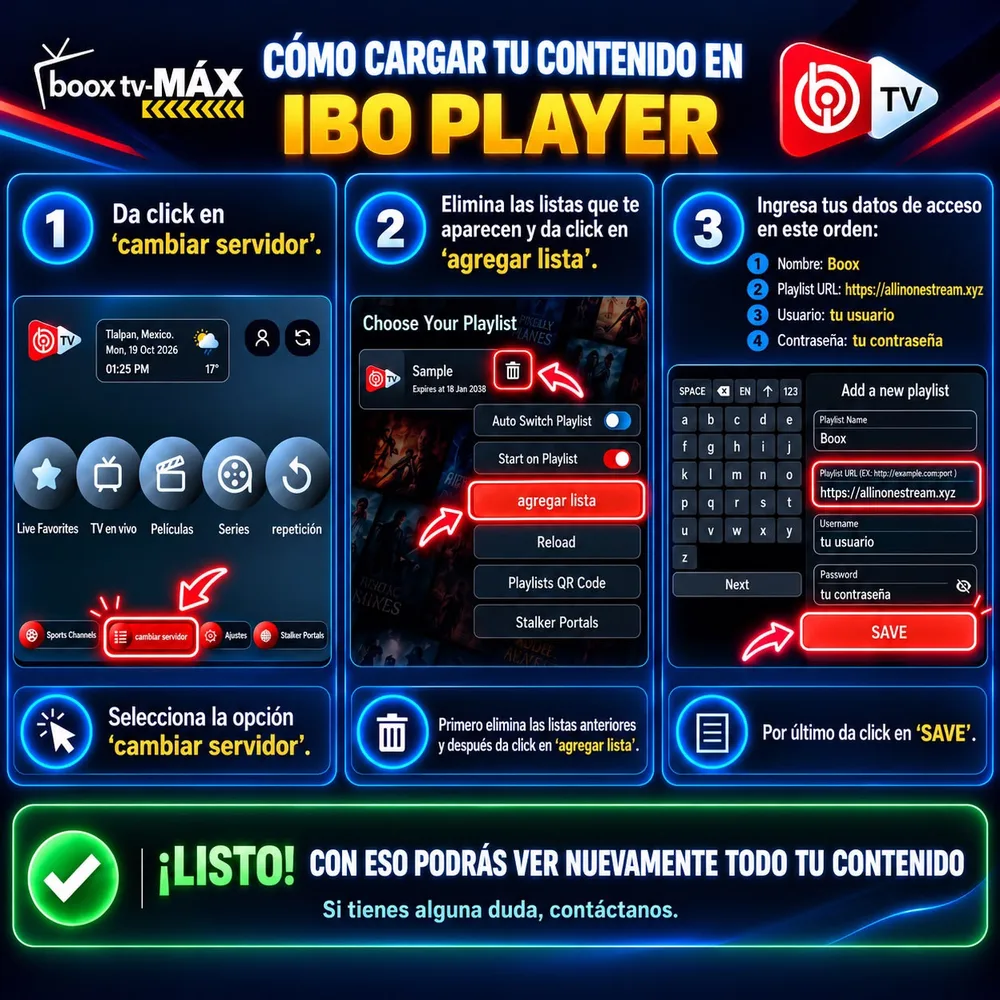 boox tv-MÁX
CÓMO CARGAR TU CONTENIDO EN
IBO PLAYER
TV
1
Da click en
‘cambiar servidor’.
TV
Tlalpan, Mexico.
Mon, 19 Oct 2026
01:25 PM 17°
Live Favorites
TV en vivo
Películas
Series
repetición
Sports Channels
cambiar servidor
Ajustes
Stalker Portals
Selecciona la opción
‘cambiar servidor’.
2
Elimina las listas que te
aparecen y da click en
‘agregar lista’.
Choose Your Playlist
TV
Sample
Expires at 18 Jan 2038
Auto Switch Playlist
Start on Playlist
agregar lista
Reload
Playlists QR Code
Stalker Portals
Primero elimina las listas anteriores
y después da click en ‘agregar lista’.
3
Ingresa tus datos de acceso
en este orden:
1 Nombre: Boox
2 Playlist URL: https://allinonestream.xyz
3 Usuario: tu usuario
4 Contraseña: tu contraseña
SPACE EN 123
a b c d e
f g h i j
k l m n o
p q r s t
u v w x y
z
Next
Add a new playlist
Playlist Name
Boox
Playlist URL (EX: http://example.com:port )
https://allinonestream.xyz
Username
tu usuario
Password
tu contraseña
SAVE
Por último da click en ‘SAVE’.
¡LISTO! CON ESO PODRÁS VER NUEVAMENTE TODO TU CONTENIDO
Si tienes alguna duda, contáctanos.